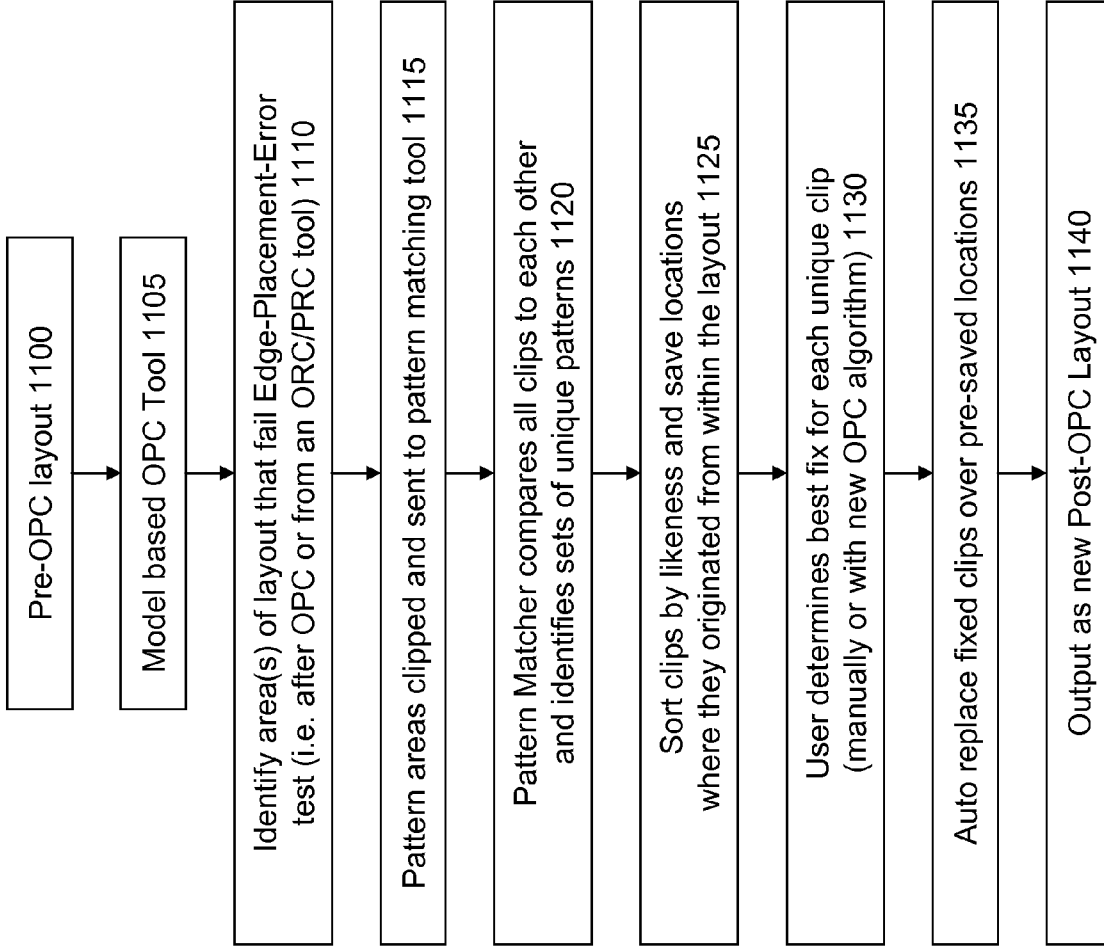 Pre-OPC layout 1100
Model based OPC Tool 1105
Identify area(s) of layout that fail Edge-Placement-Error
test (i.e. after OPC or from an ORC/PRC tool) 1110
Pattern areas clipped and sent to pattern matching tool 1115
Pattern Matcher compares all clips to each other
and identifies sets of unique patterns 1120
Sort clips by likeness and save locations
where they originated from within the layout 1125
User determines best fix for each unique clip
(manually or with new OPC algorithm) 1130
Auto replace fixed clips over pre-saved locations 1135
Output as new Post-OPC Layout 1140